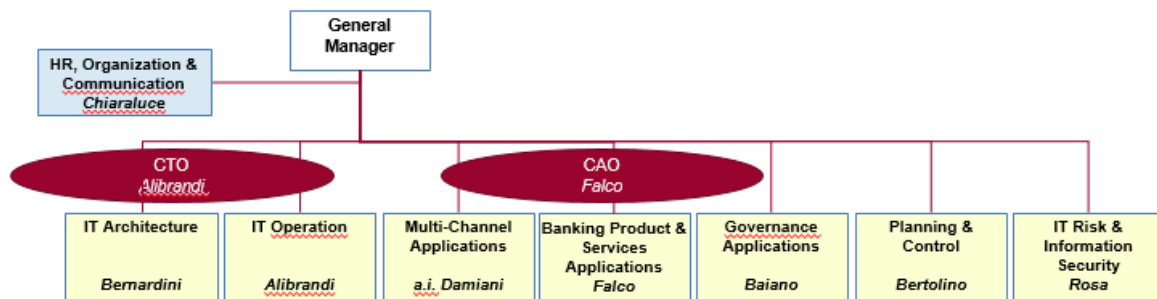 General
Manager
HR, Organization &
Communication
Chiaraluce
CTO
Alibrandi
CAO
Falco
IT Architecture
Bernardini
IT Operation
Alibrandi
Multi-Channel
Applications
a.i. Damiani
Banking Product &
Services
Applications
Falco
Governance
Applications
Baiano
Planning &
Control
Bertolino
IT Risk &
Information
Security
Rosa